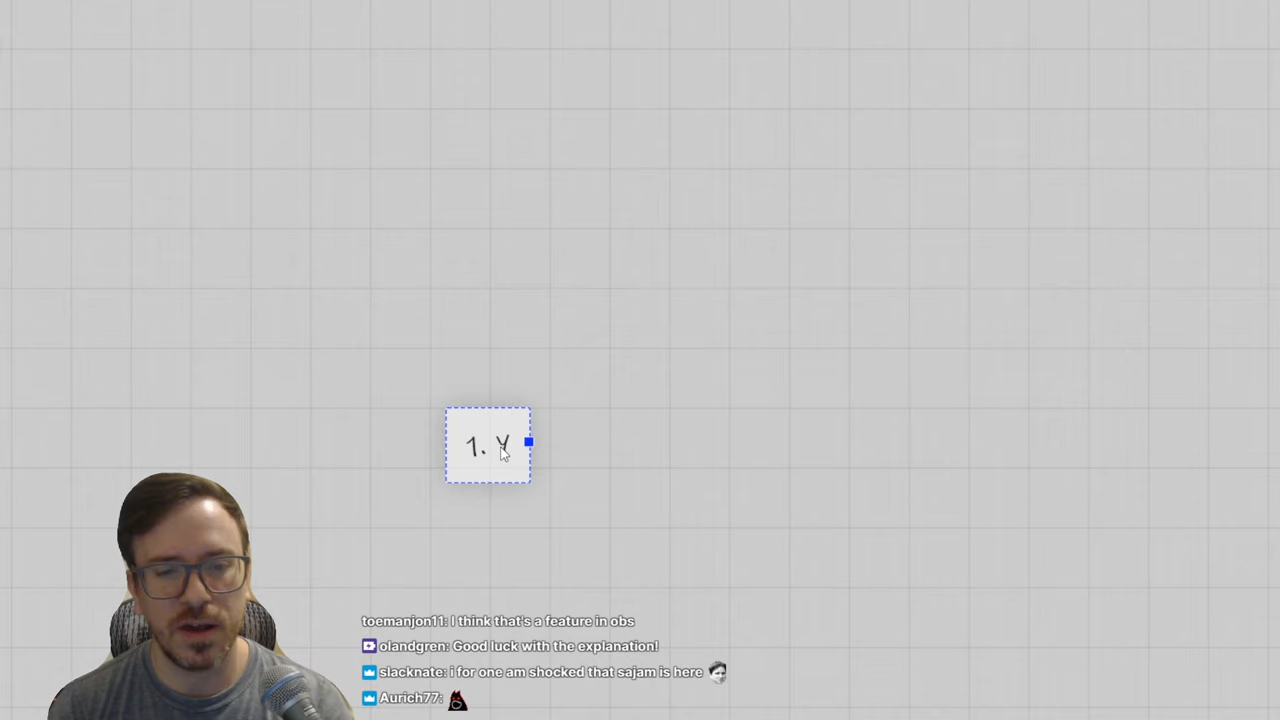 1. Y
toemanjon11: I think that's a feature in obs
olandgren: Good luck with the explanation!
slacknate: i for one am shocked that sajam is here
Aurich77: